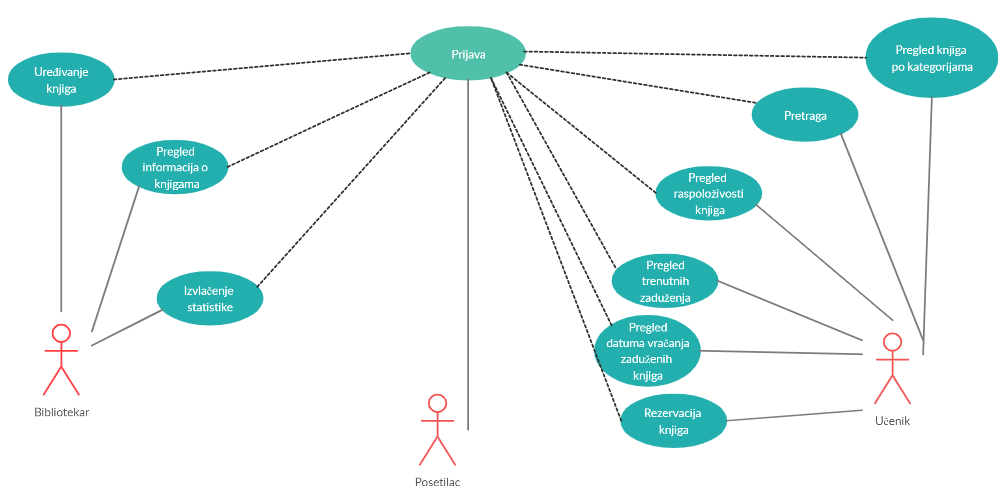 Prijava
Pregled knjiga
po kategorijama
Uređivanje
knjiga
Pretraga
Pregled
informacija o
knjigama
Pregled
raspoloživosti
knjiga
Pregled
trenutnih
zaduženja
Izvlačenje
statistike
Pregled
datuma vračanja
zaduženih
knjiga
Rezervacija
knjiga
Bibliotekar
Učenik
Posetilac